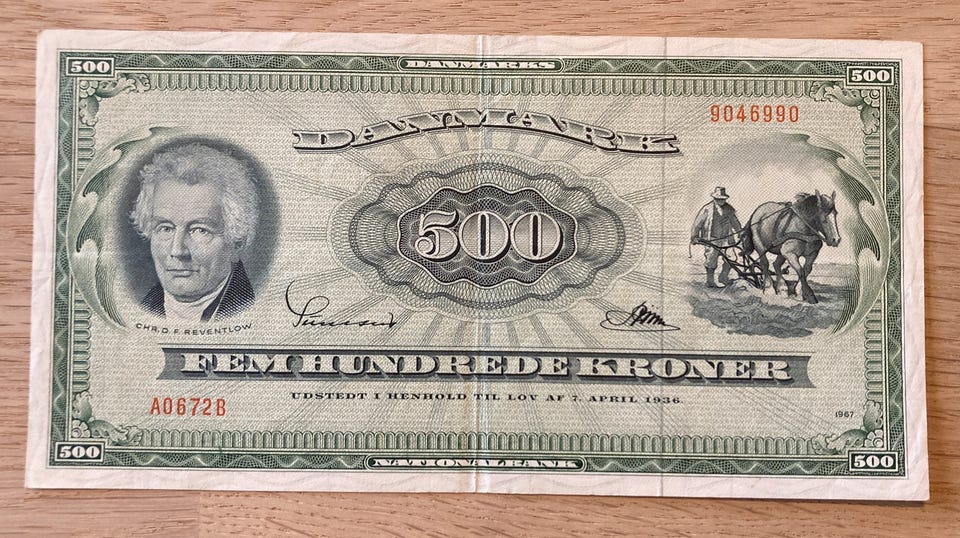 500 DANMARKS 500
9046990
DANMARK
500
CHR. D. F. REVENTLOW
FEM HUNDREDE KRONER
UDSTEDT I HENHOLD TIL LOV AF 7. APRIL 1936.
A0672B
1967
500 NATIONALBANK 500